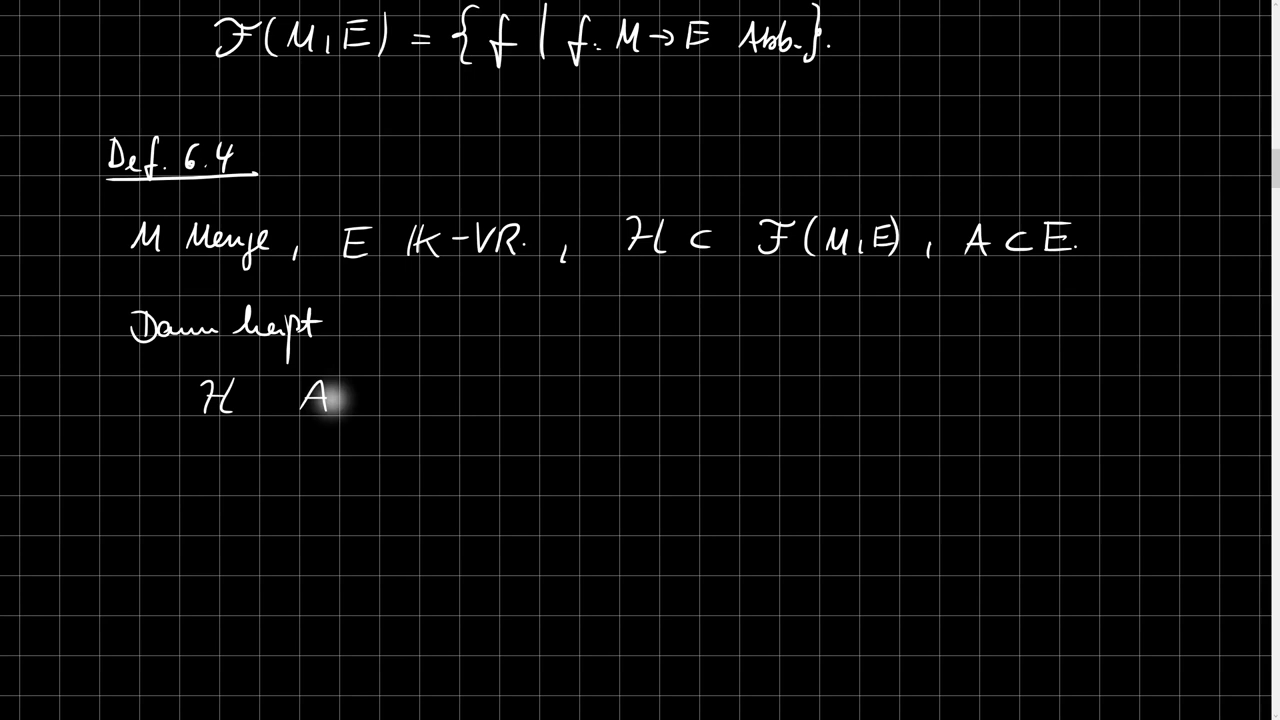 ℱ(M,E) = {f | f: M→E Abb.}.
Def. 6.4
M Menge, E 𝕂-VR., ℋ ⊂ ℱ(M,E), A ⊂ E.
Dann heißt
ℋ A